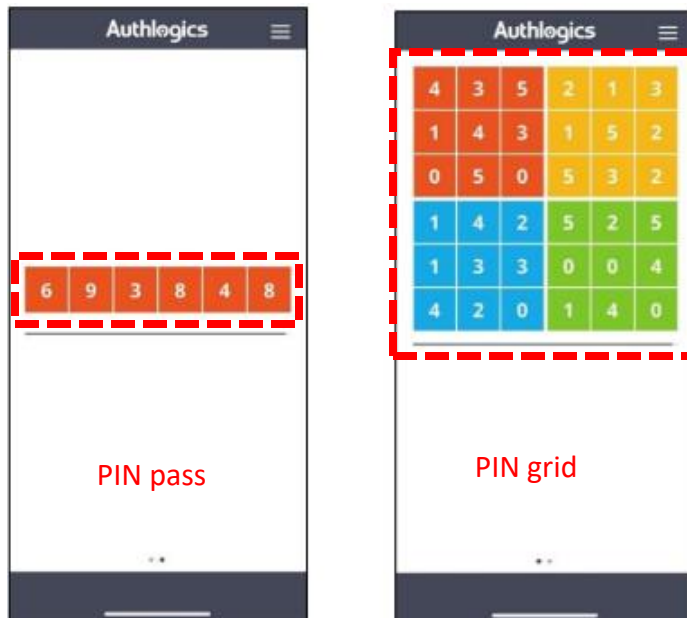 Authlogics
6 9 3 8 4 8
PIN pass
Authlogics
4 3 5 2 1 3
1 4 3 1 5 2
0 5 0 5 3 2
1 4 2 5 2 5
1 3 3 0 0 4
4 2 0 1 4 0
PIN grid